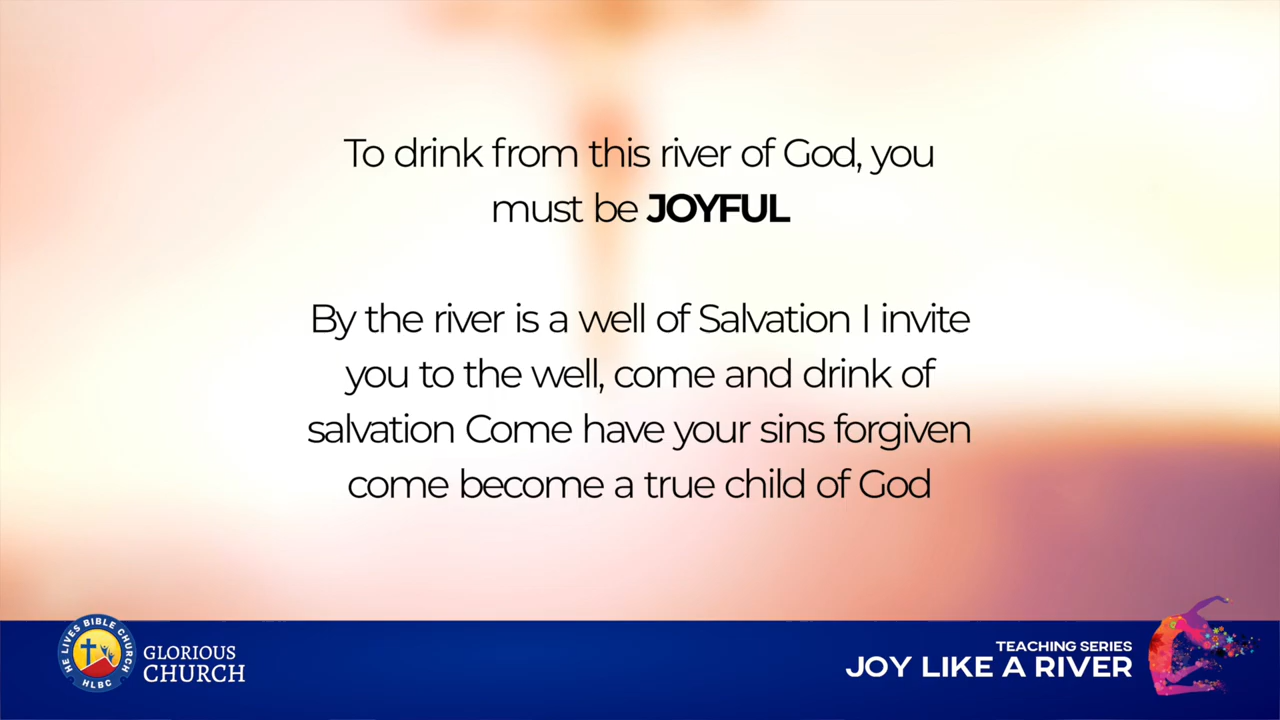 To drink from this river of God, you
must be JOYFUL
By the river is a well of Salvation I invite
you to the well, come and drink of
salvation Come have your sins forgiven
come become a true child of God
HE LIVES BIBLE CHURCH
HLBC
GLORIOUS
CHURCH
TEACHING SERIES
JOY LIKE A RIVER